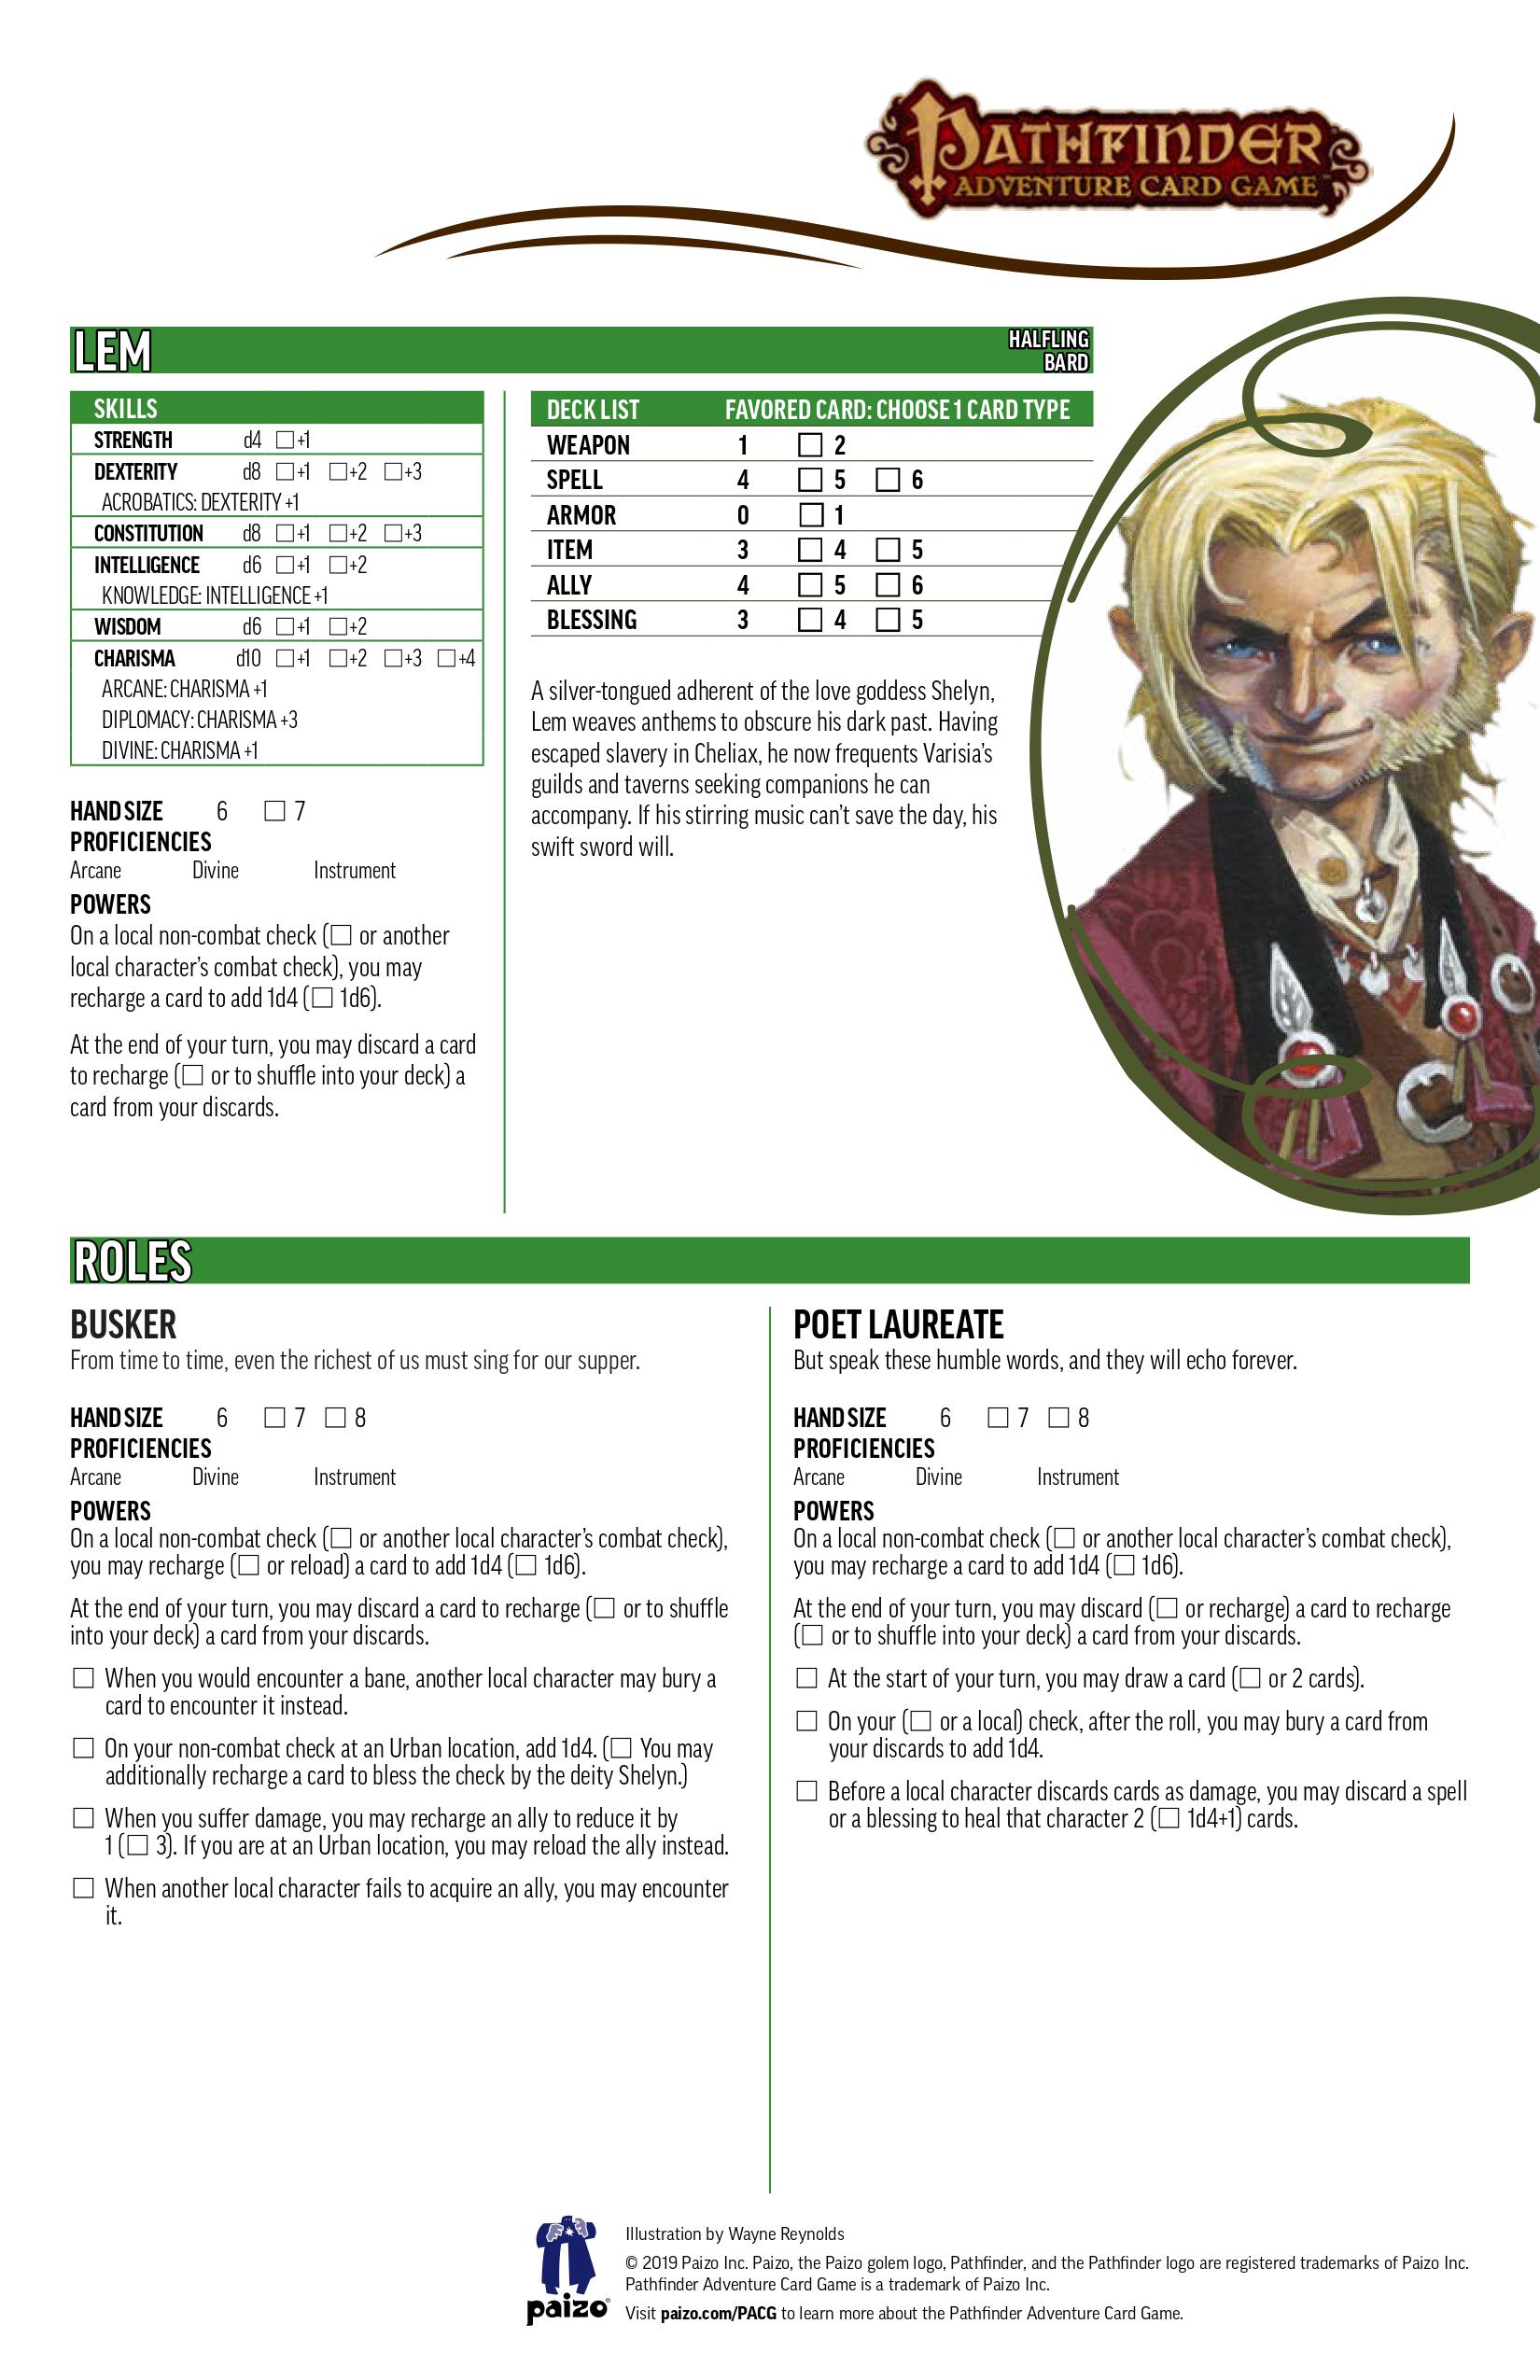 PATHFINDER
ADVENTURE CARD GAME
LEM
HALFLING
BARD
SKILLS
STRENGTH d4 ☐+1
DEXTERITY d8 ☐+1 ☐+2 ☐+3
ACROBATICS: DEXTERITY +1
CONSTITUTION d8 ☐+1 ☐+2 ☐+3
INTELLIGENCE d6 ☐+1 ☐+2
KNOWLEDGE: INTELLIGENCE +1
WISDOM d6 ☐+1 ☐+2
CHARISMA d10 ☐+1 ☐+2 ☐+3 ☐+4
ARCANE: CHARISMA +1
DIPLOMACY: CHARISMA +3
DIVINE: CHARISMA +1
HAND SIZE 6 ☐ 7
PROFICIENCIES
Arcane Divine Instrument
POWERS
On a local non-combat check (☐ or another
local character's combat check), you may
recharge a card to add 1d4 (☐ 1d6).
At the end of your turn, you may discard a card
to recharge (☐ or to shuffle into your deck) a
card from your discards.
DECK LIST FAVORED CARD: CHOOSE 1 CARD TYPE
WEAPON 1 ☐ 2
SPELL 4 ☐ 5 ☐ 6
ARMOR 0 ☐ 1
ITEM 3 ☐ 4 ☐ 5
ALLY 4 ☐ 5 ☐ 6
BLESSING 3 ☐ 4 ☐ 5
A silver-tongued adherent of the love goddess Shelyn,
Lem weaves anthems to obscure his dark past. Having
escaped slavery in Cheliax, he now frequents Varisia's
guilds and taverns seeking companions he can
accompany. If his stirring music can't save the day, his
swift sword will.
ROLES
BUSKER
From time to time, even the richest of us must sing for our supper.
HAND SIZE 6 ☐ 7 ☐ 8
PROFICIENCIES
Arcane Divine Instrument
POWERS
On a local non-combat check (☐ or another local character's combat check),
you may recharge (☐ or reload) a card to add 1d4 (☐ 1d6).
At the end of your turn, you may discard a card to recharge (☐ or to shuffle
into your deck) a card from your discards.
☐ When you would encounter a bane, another local character may bury a
card to encounter it instead.
☐ On your non-combat check at an Urban location, add 1d4. (☐ You may
additionally recharge a card to bless the check by the deity Shelyn.)
☐ When you suffer damage, you may recharge an ally to reduce it by
1 (☐ 3). If you are at an Urban location, you may reload the ally instead.
☐ When another local character fails to acquire an ally, you may encounter
it.
POET LAUREATE
But speak these humble words, and they will echo forever.
HAND SIZE 6 ☐ 7 ☐ 8
PROFICIENCIES
Arcane Divine Instrument
POWERS
On a local non-combat check (☐ or another local character's combat check),
you may recharge a card to add 1d4 (☐ 1d6).
At the end of your turn, you may discard (☐ or recharge) a card to recharge
(☐ or to shuffle into your deck) a card from your discards.
☐ At the start of your turn, you may draw a card (☐ or 2 cards).
☐ On your (☐ or a local) check, after the roll, you may bury a card from
your discards to add 1d4.
☐ Before a local character discards cards as damage, you may discard a spell
or a blessing to heal that character 2 (☐ 1d4+1) cards.
paizo®
Illustration by Wayne Reynolds
© 2019 Paizo Inc. Paizo, the Paizo golem logo, Pathfinder, and the Pathfinder logo are registered trademarks of Paizo Inc.
Pathfinder Adventure Card Game is a trademark of Paizo Inc.
Visit paizo.com/PACG to learn more about the Pathfinder Adventure Card Game.